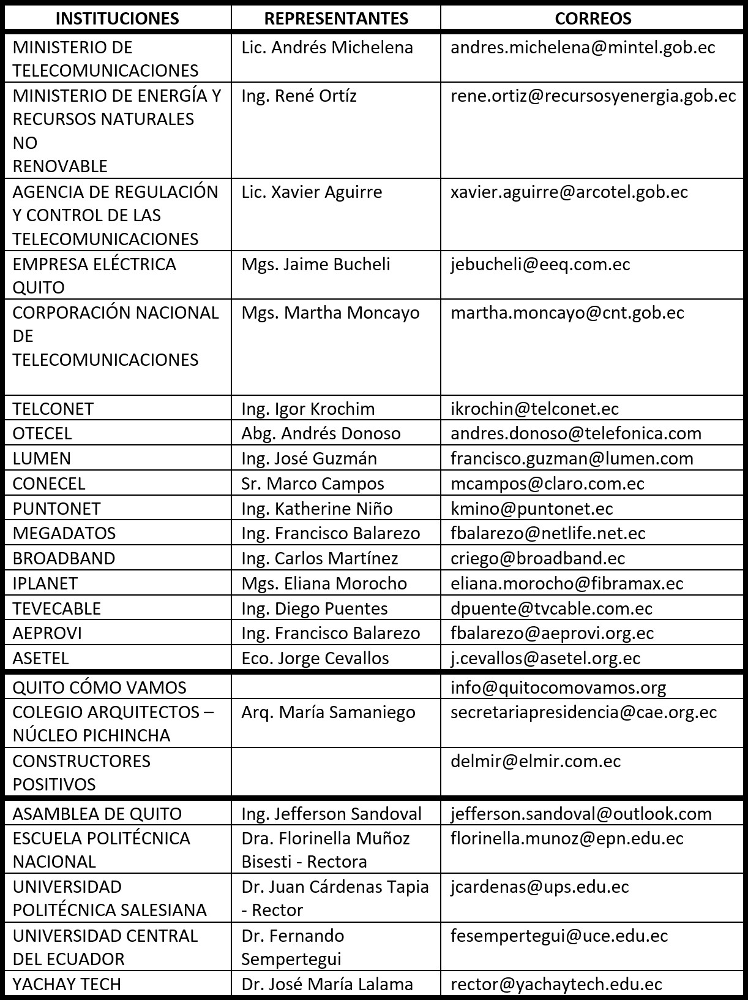 INSTITUCIONES REPRESENTANTES CORREOS
MINISTERIO DE Lic. Andrés Michelena andres.michelena@mintel.gob.ec
TELECOMUNICACIONES
MINISTERIO DE ENERGÍA Y Ing. René Ortíz rene.ortiz@recursosyenergia.gob.ec
RECURSOS NATURALES
NO
RENOVABLE
AGENCIA DE REGULACIÓN Lic. Xavier Aguirre xavier.aguirre@arcotel.gob.ec
Y CONTROL DE LAS
TELECOMUNICACIONES
EMPRESA ELÉCTRICA Mgs. Jaime Bucheli jebucheli@eeq.com.ec
QUITO
CORPORACIÓN NACIONAL Mgs. Martha Moncayo martha.moncayo@cnt.gob.ec
DE
TELECOMUNICACIONES
TELCONET Ing. Igor Krochim ikrochin@telconet.ec
OTECEL Abg. Andrés Donoso andres.donoso@telefonica.com
LUMEN Ing. José Guzmán francisco.guzman@lumen.com
CONECEL Sr. Marco Campos mcampos@claro.com.ec
PUNTONET Ing. Katherine Niño kmino@puntonet.ec
MEGADATOS Ing. Francisco Balarezo fbalarezo@netlife.net.ec
BROADBAND Ing. Carlos Martínez criego@broadband.ec
IPLANET Mgs. Eliana Morocho eliana.morocho@fibramax.ec
TEVECABLE Ing. Diego Puentes dpuente@tvcable.com.ec
AEPROVI Ing. Francisco Balarezo fbalarezo@aeprovi.org.ec
ASETEL Eco. Jorge Cevallos j.cevallos@asetel.org.ec
QUITO CÓMO VAMOS info@quitocomovamos.org
COLEGIO ARQUITECTOS – Arq. María Samaniego secretariapresidencia@cae.org.ec
NÚCLEO PICHINCHA
CONSTRUCTORES delmir@elmir.com.ec
POSITIVOS
ASAMBLEA DE QUITO Ing. Jefferson Sandoval jefferson.sandoval@outlook.com
ESCUELA POLITÉCNICA Dra. Florinella Muñoz florinella.munoz@epn.edu.ec
NACIONAL Bisesti - Rectora
UNIVERSIDAD Dr. Juan Cárdenas Tapia jcardenas@ups.edu.ec
POLITÉCNICA SALESIANA - Rector
UNIVERSIDAD CENTRAL Dr. Fernando fesempertegui@uce.edu.ec
DEL ECUADOR Sempertegui
YACHAY TECH Dr. José María Lalama rector@yachaytech.edu.ec